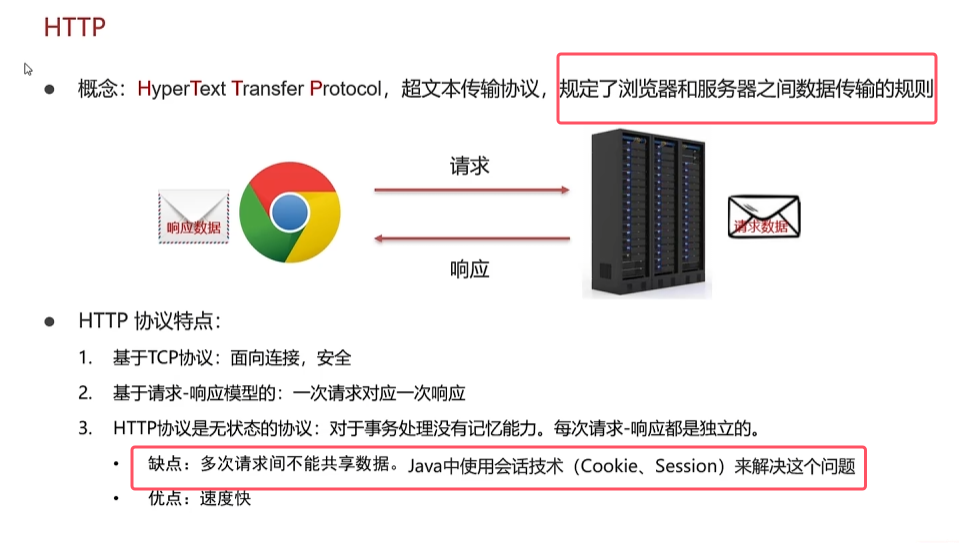 HTTP
概念：HyperText Transfer Protocol，超文本传输协议，规定了浏览器和服务器之间数据传输的规则
请求
响应数据
请求数据
响应
HTTP 协议特点：
1. 基于TCP协议：面向连接，安全
2. 基于请求-响应模型的：一次请求对应一次响应
3. HTTP协议是无状态的协议：对于事务处理没有记忆能力。每次请求-响应都是独立的。
缺点：多次请求间不能共享数据。Java中使用会话技术（Cookie、Session）来解决这个问题
优点：速度快